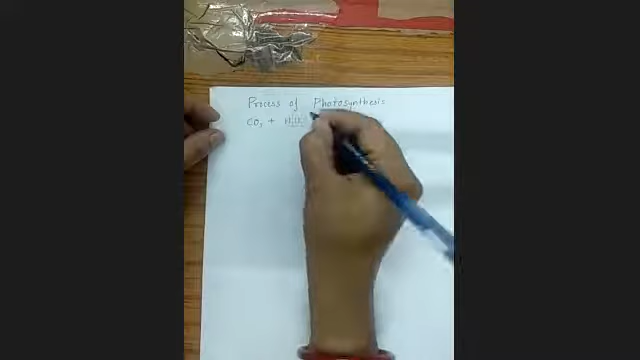 Process of Photosynthesis
CO₂ +